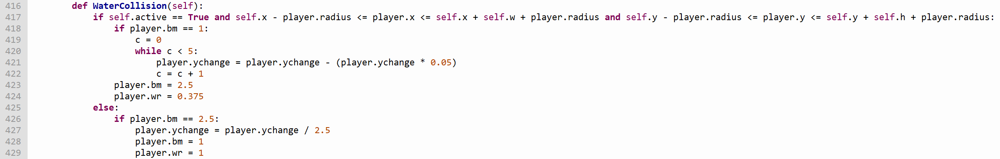 416 def WaterCollision(self):
417 if self.active == True and self.x - player.radius <= player.x <= self.x + self.w + player.radius and self.y - player.radius <= player.y <= self.y + self.h + player.radius:
418 if player.bm == 1:
419 c = 0
420 while c < 5:
421 player.ychange = player.ychange - (player.ychange * 0.05)
422 c = c + 1
423 player.bm = 2.5
424 player.wr = 0.375
425 else:
426 if player.bm == 2.5:
427 player.ychange = player.ychange / 2.5
428 player.bm = 1
429 player.wr = 1